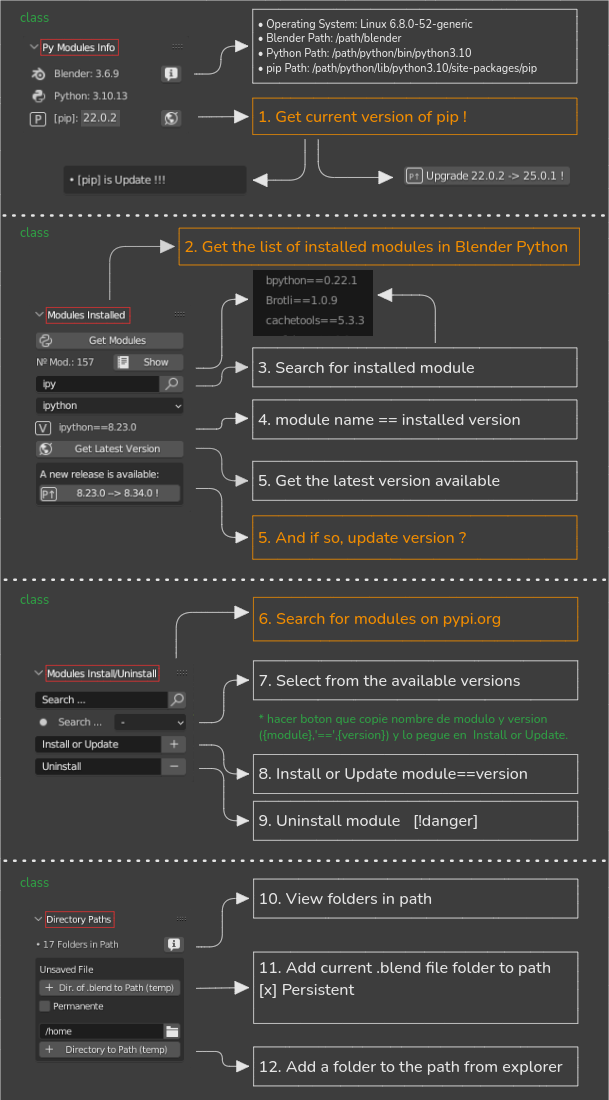 class
Py Modules Info
Blender: 3.6.9
Python: 3.10.13
P [pip]: 22.0.2
• Operating System: Linux 6.8.0-52-generic
• Blender Path: /path/blender
• Python Path: /path/python/bin/python3.10
• pip Path: /path/python/lib/python3.10/site-packages/pip
1. Get current version of pip !
• [pip] is Update !!!
P↑ Upgrade 22.0.2 -> 25.0.1 !
class
2. Get the list of installed modules in Blender Python
bpython==0.22.1
Brotli==1.0.9
cachetools==5.3.3
Modules Installed
Get Modules
Nº Mod.: 157 Show
ipy
ipython
V ipython==8.23.0
Get Latest Version
A new release is available:
P↑ 8.23.0 --> 8.34.0 !
3. Search for installed module
4. module name == installed version
5. Get the latest version available
5. And if so, update version ?
class
6. Search for modules on pypi.org
Modules Install/Uninstall
Search ...
Search ... -
Install or Update +
Uninstall −
7. Select from the available versions
* hacer boton que copie nombre de modulo y version
({module},'==',{version}) y lo pegue en Install or Update.
8. Install or Update module==version
9. Uninstall module [!danger]
class
Directory Paths
• 17 Folders in Path
Unsaved File
+ Dir. of .blend to Path (temp)
Permanente
/home
+ Directory to Path (temp)
10. View folders in path
11. Add current .blend file folder to path
[x] Persistent
12. Add a folder to the path from explorer